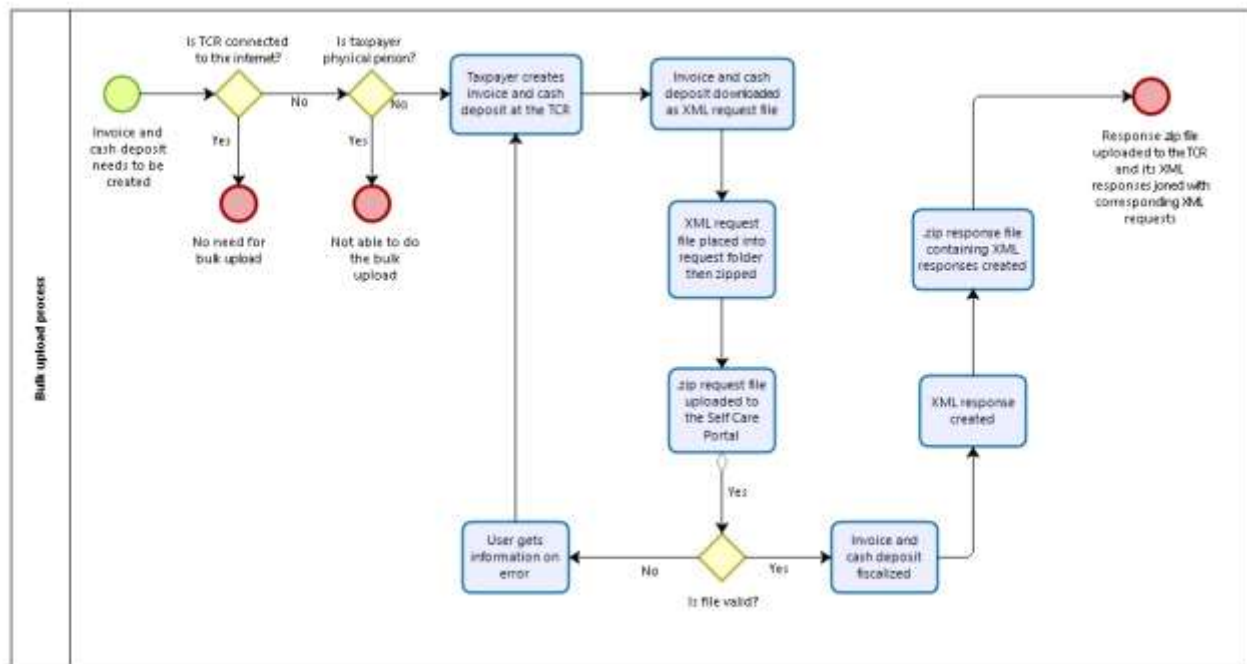 Bulk upload process
Is TCR connected
to the internet?
Is taxpayer
physical person?
No
No
Yes
Yes
Invoice and
cash deposit
needs to be
created
No need for
bulk upload
Not able to do
the bulk
upload
Taxpayer creates
invoice and cash
deposit at the TCR
Invoice and cash
deposit downloaded
as XML request file
XML request
file placed into
request folder
then zipped
.zip request file
uploaded to
the Self Care
Portal
Yes
Is file valid?
No
Yes
User gets
information on
error
Invoice and
cash deposit
fiscalized
XML response
created
.zip response file
containing XML
responses created
Response .zip file
uploaded to the TCR
and its XML
responses joned with
corresponding XML
requests